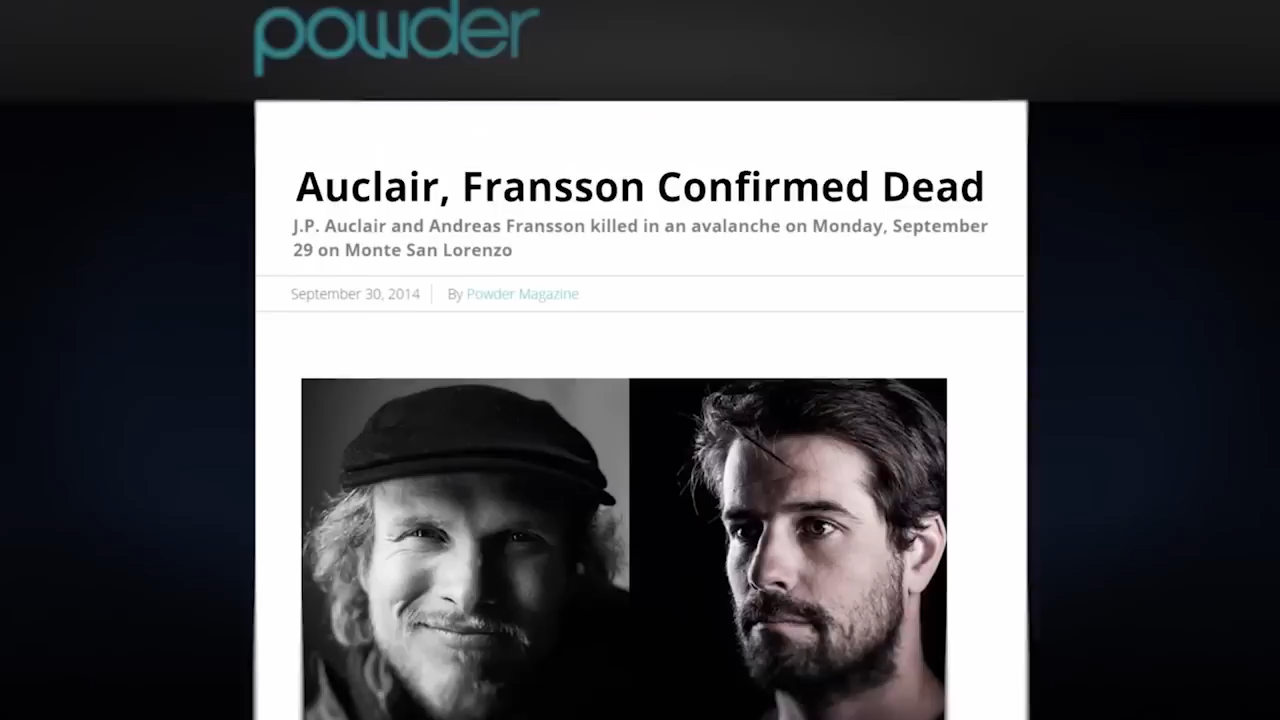 powder
Auclair, Fransson Confirmed Dead
J.P. Auclair and Andreas Fransson killed in an avalanche on Monday, September
29 on Monte San Lorenzo
September 30, 2014 By Powder Magazine